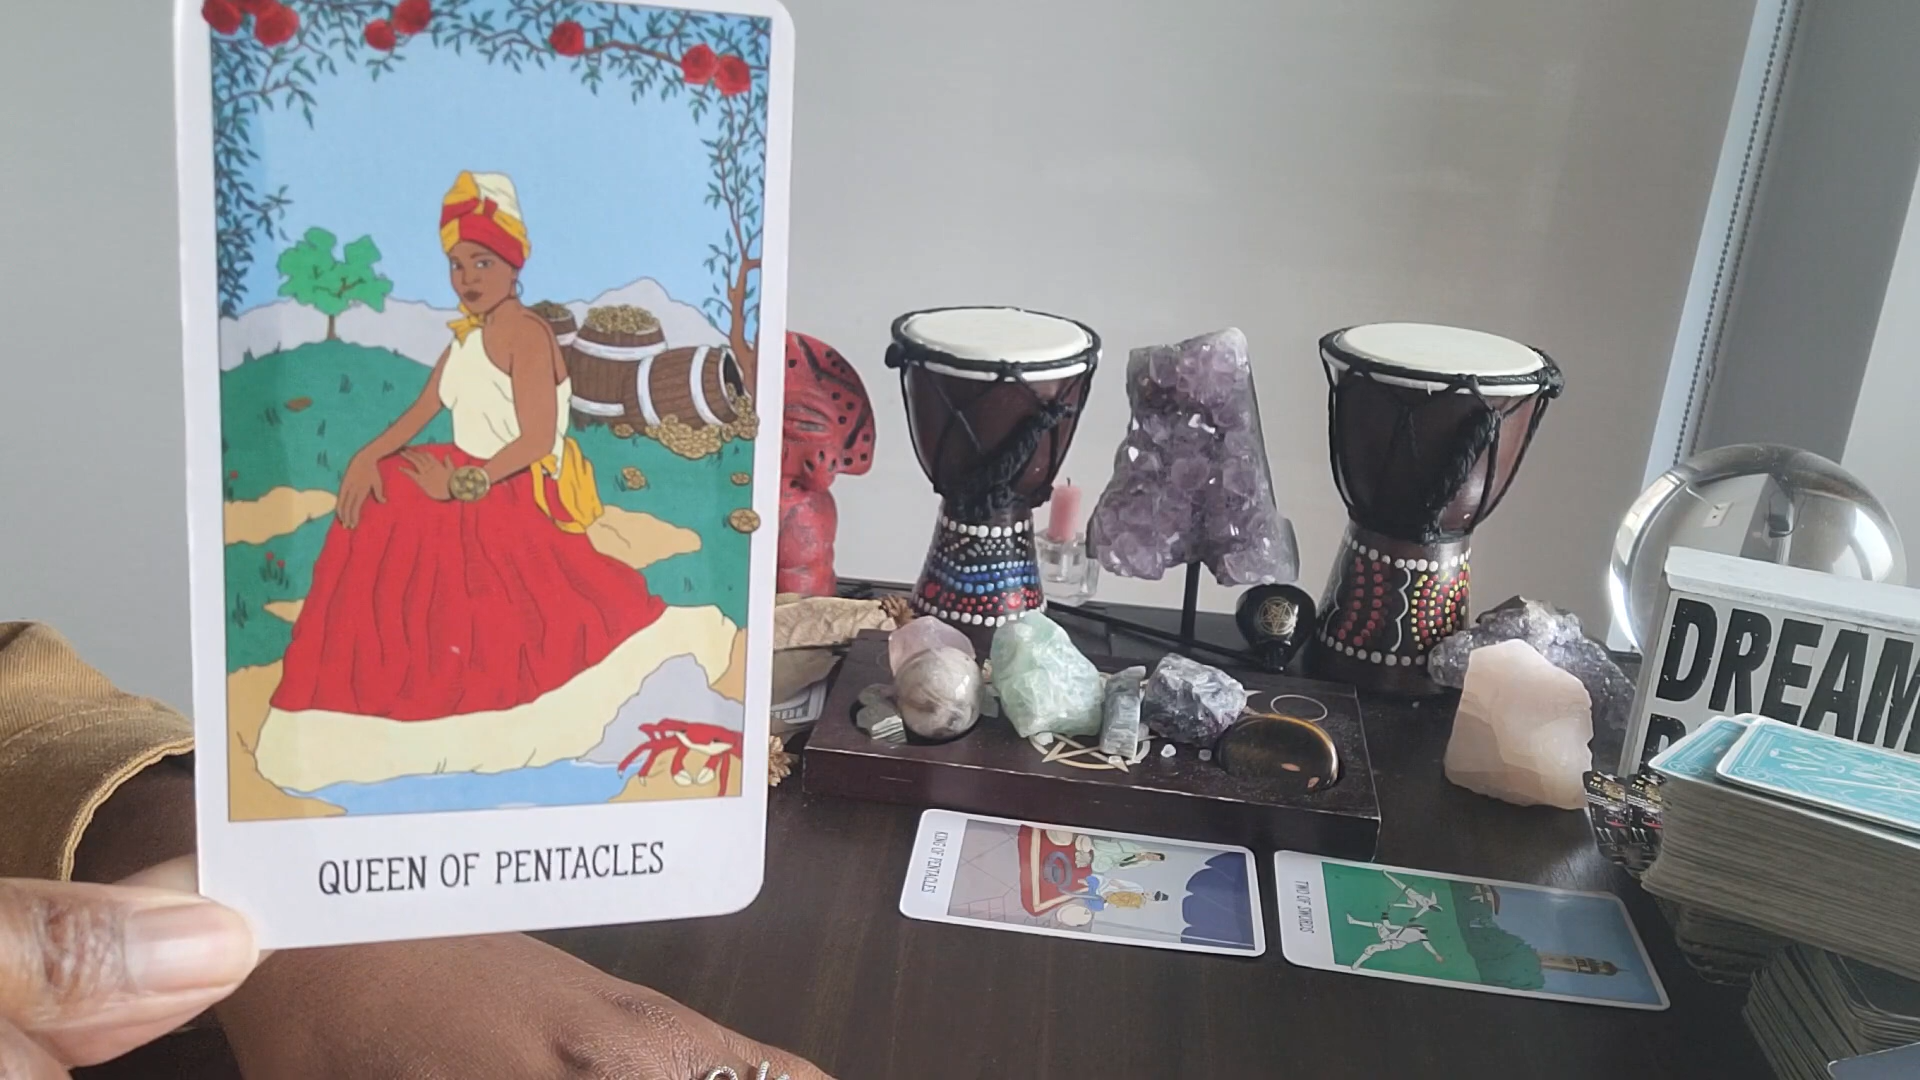 QUEEN OF PENTACLES
KING OF PENTACLES
TWO OF SWORDS
DREAM